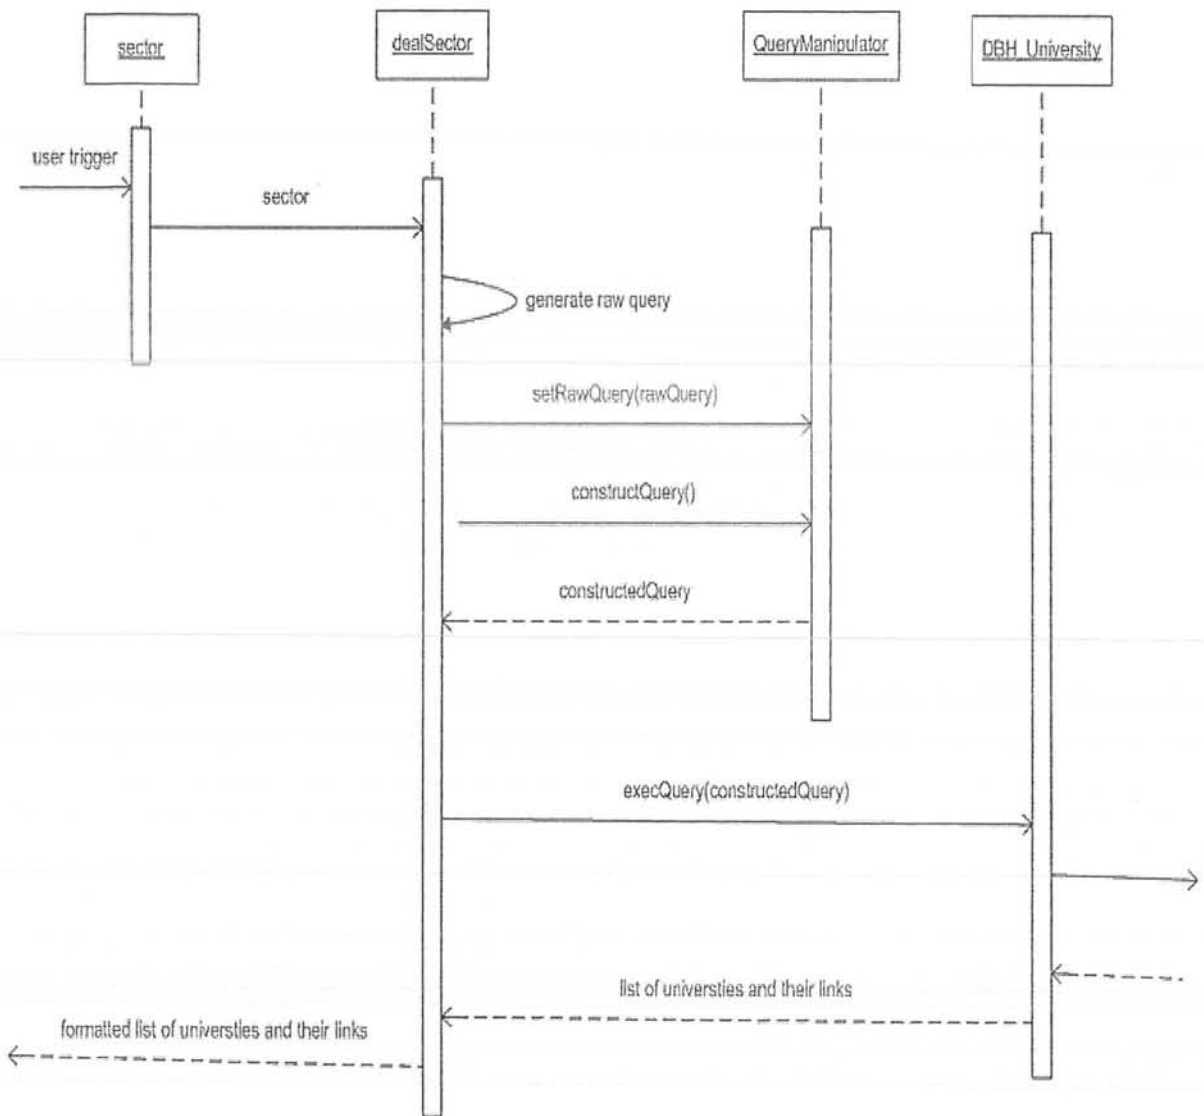 sector
dealSector
QueryManipulator
DBH_University
user trigger
sector
generate raw query
setRawQuery(rawQuery)
constructQuery()
constructedQuery
execQuery(constructedQuery)
list of universties and their links
formatted list of universties and their links